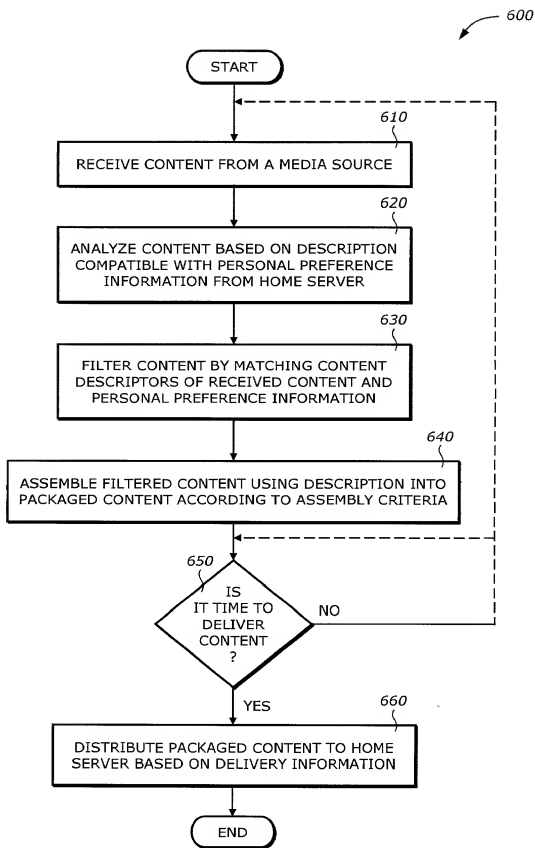 600
START
610
RECEIVE CONTENT FROM A MEDIA SOURCE
620
ANALYZE CONTENT BASED ON DESCRIPTION
COMPATIBLE WITH PERSONAL PREFERENCE
INFORMATION FROM HOME SERVER
630
FILTER CONTENT BY MATCHING CONTENT
DESCRIPTORS OF RECEIVED CONTENT AND
PERSONAL PREFERENCE INFORMATION
640
ASSEMBLE FILTERED CONTENT USING DESCRIPTION INTO
PACKAGED CONTENT ACCORDING TO ASSEMBLY CRITERIA
650
IS
IT TIME TO
DELIVER
CONTENT
?
NO
YES
660
DISTRIBUTE PACKAGED CONTENT TO HOME
SERVER BASED ON DELIVERY INFORMATION
END